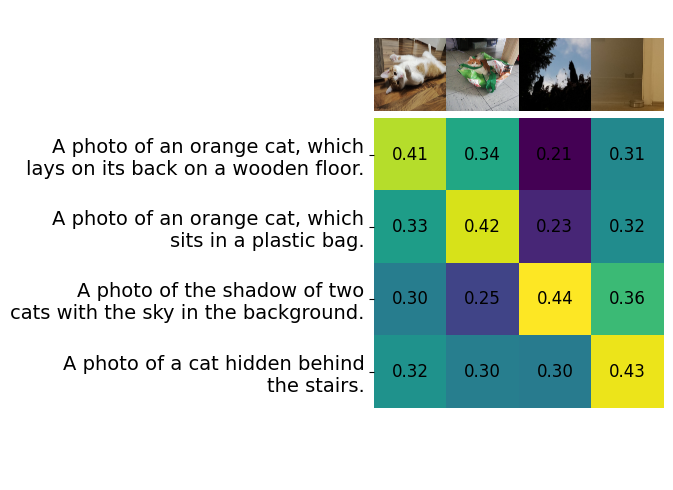 A photo of an orange cat, which
lays on its back on a wooden floor.
0.41 0.34 0.21 0.31
A photo of an orange cat, which
sits in a plastic bag.
0.33 0.42 0.23 0.32
A photo of the shadow of two
cats with the sky in the background.
0.30 0.25 0.44 0.36
A photo of a cat hidden behind
the stairs.
0.32 0.30 0.30 0.43